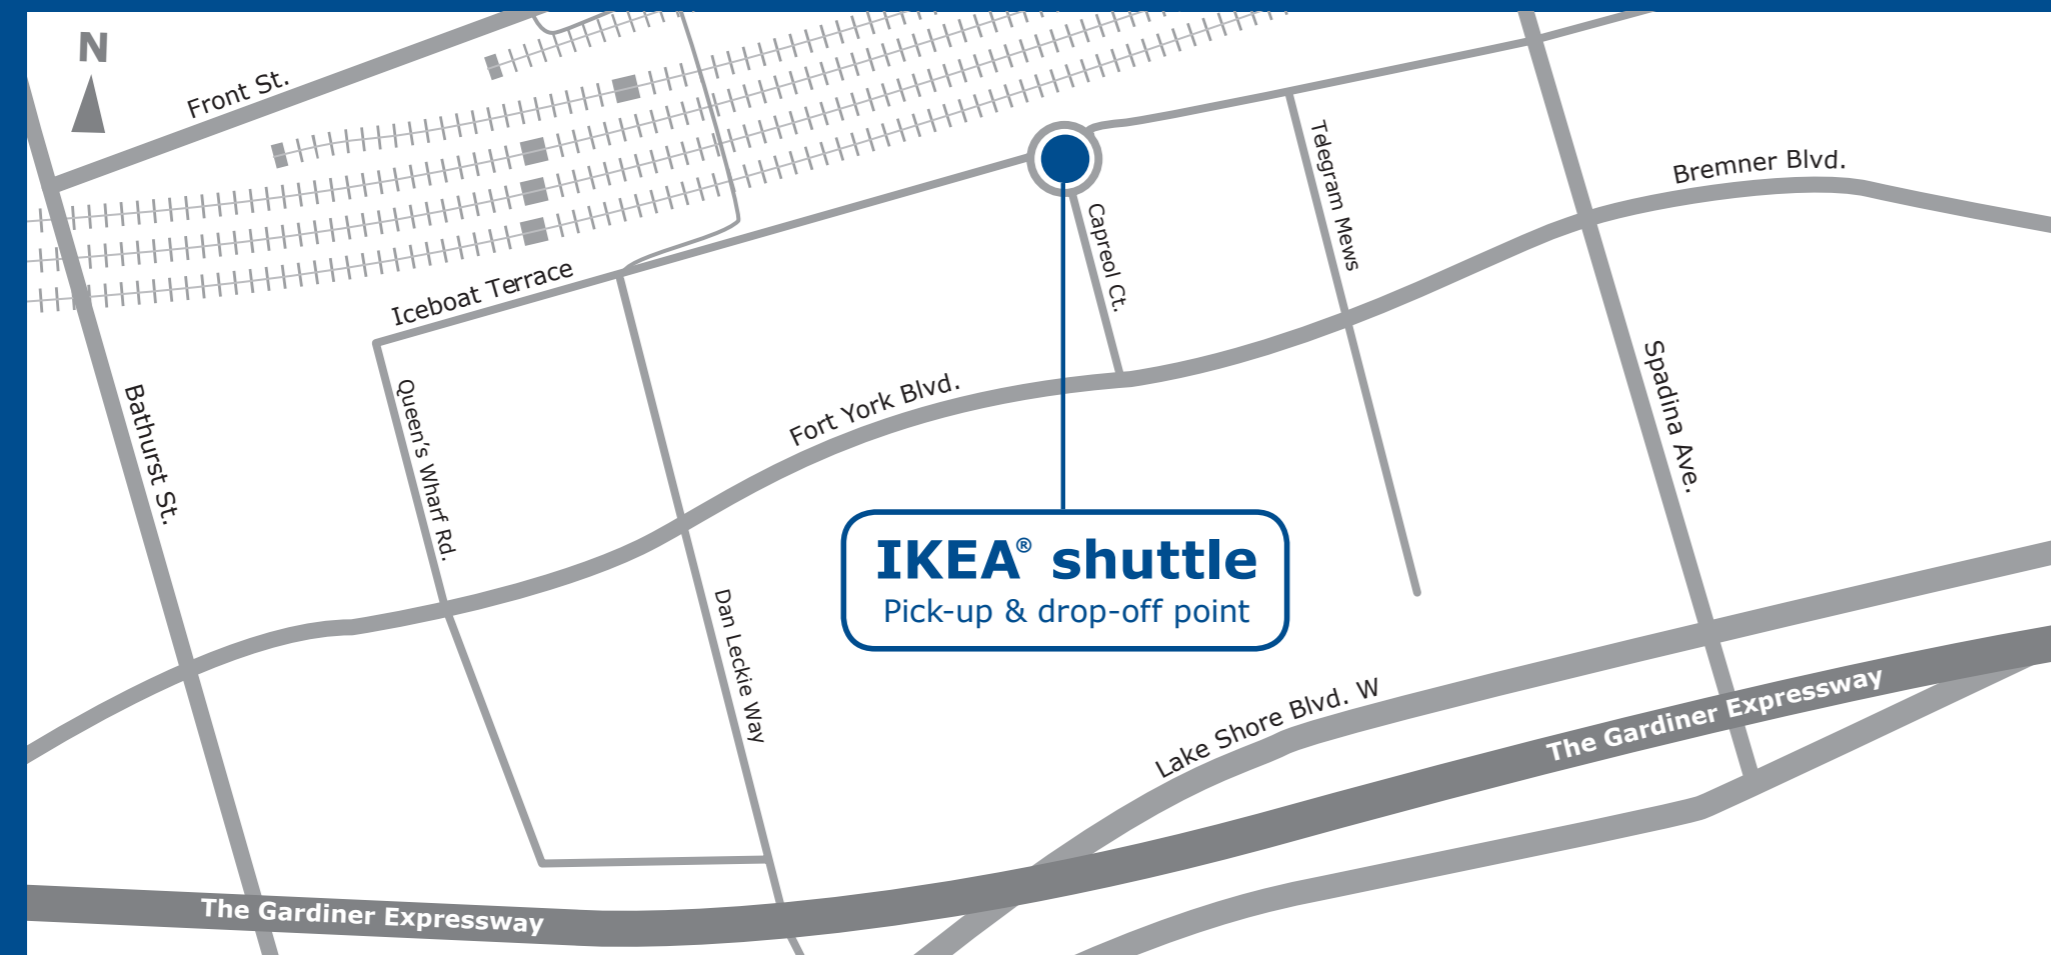 N
Front St.
Telegram Mews
Bremner Blvd.
Capreol Ct.
Iceboat Terrace
Bathurst St.
Queen’s Wharf Rd.
Fort York Blvd.
Spadina Ave.
IKEA® shuttle
Pick-up & drop-off point
Dan Leckie Way
Lake Shore Blvd. W
The Gardiner Expressway
The Gardiner Expressway